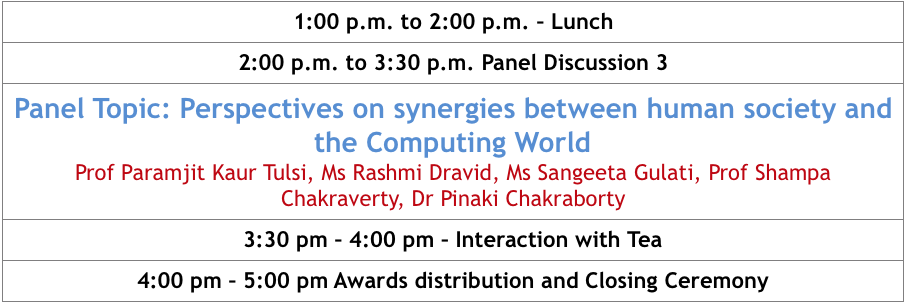 1:00 p.m. to 2:00 p.m. – Lunch
2:00 p.m. to 3:30 p.m. Panel Discussion 3
Panel Topic: Perspectives on synergies between human society and
the Computing World
Prof Paramjit Kaur Tulsi, Ms Rashmi Dravid, Ms Sangeeta Gulati, Prof Shampa
Chakraverty, Dr Pinaki Chakraborty
3:30 pm – 4:00 pm – Interaction with Tea
4:00 pm – 5:00 pm Awards distribution and Closing Ceremony